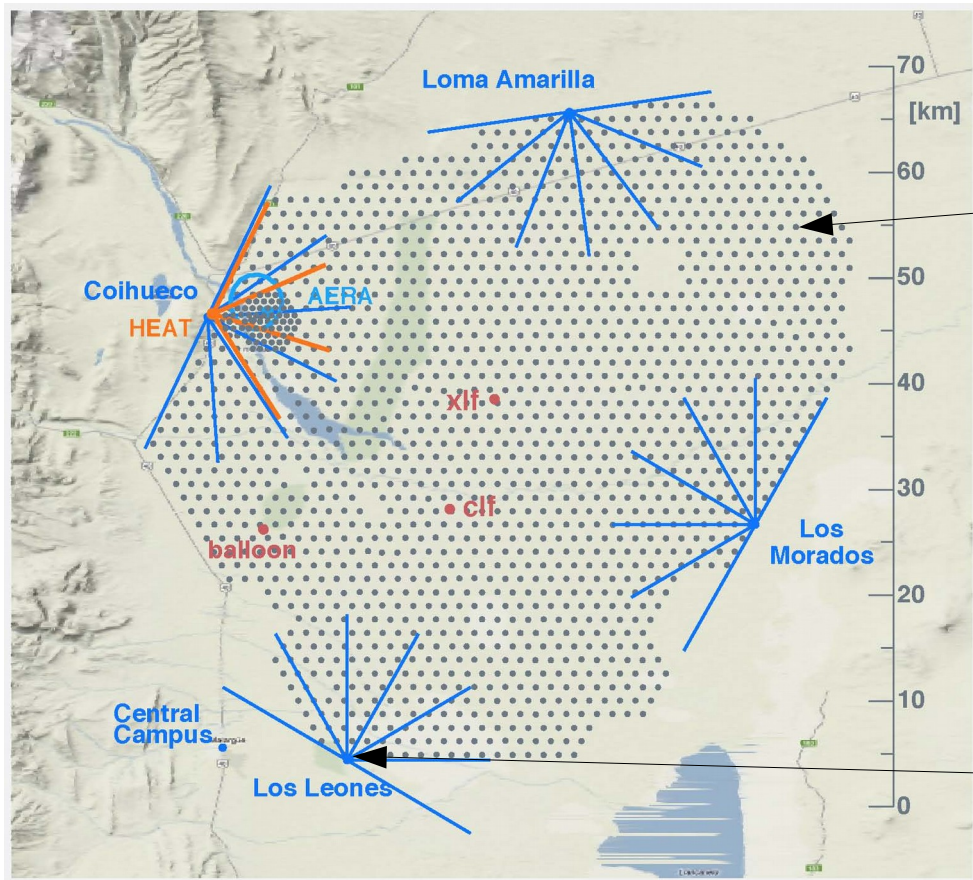 70
Loma Amarilla
[km]
60
50
Coihueco
AERA
HEAT
40
xlf
30
clf
Los
Morados
balloon
20
10
Central
Campus
Los Leones
0